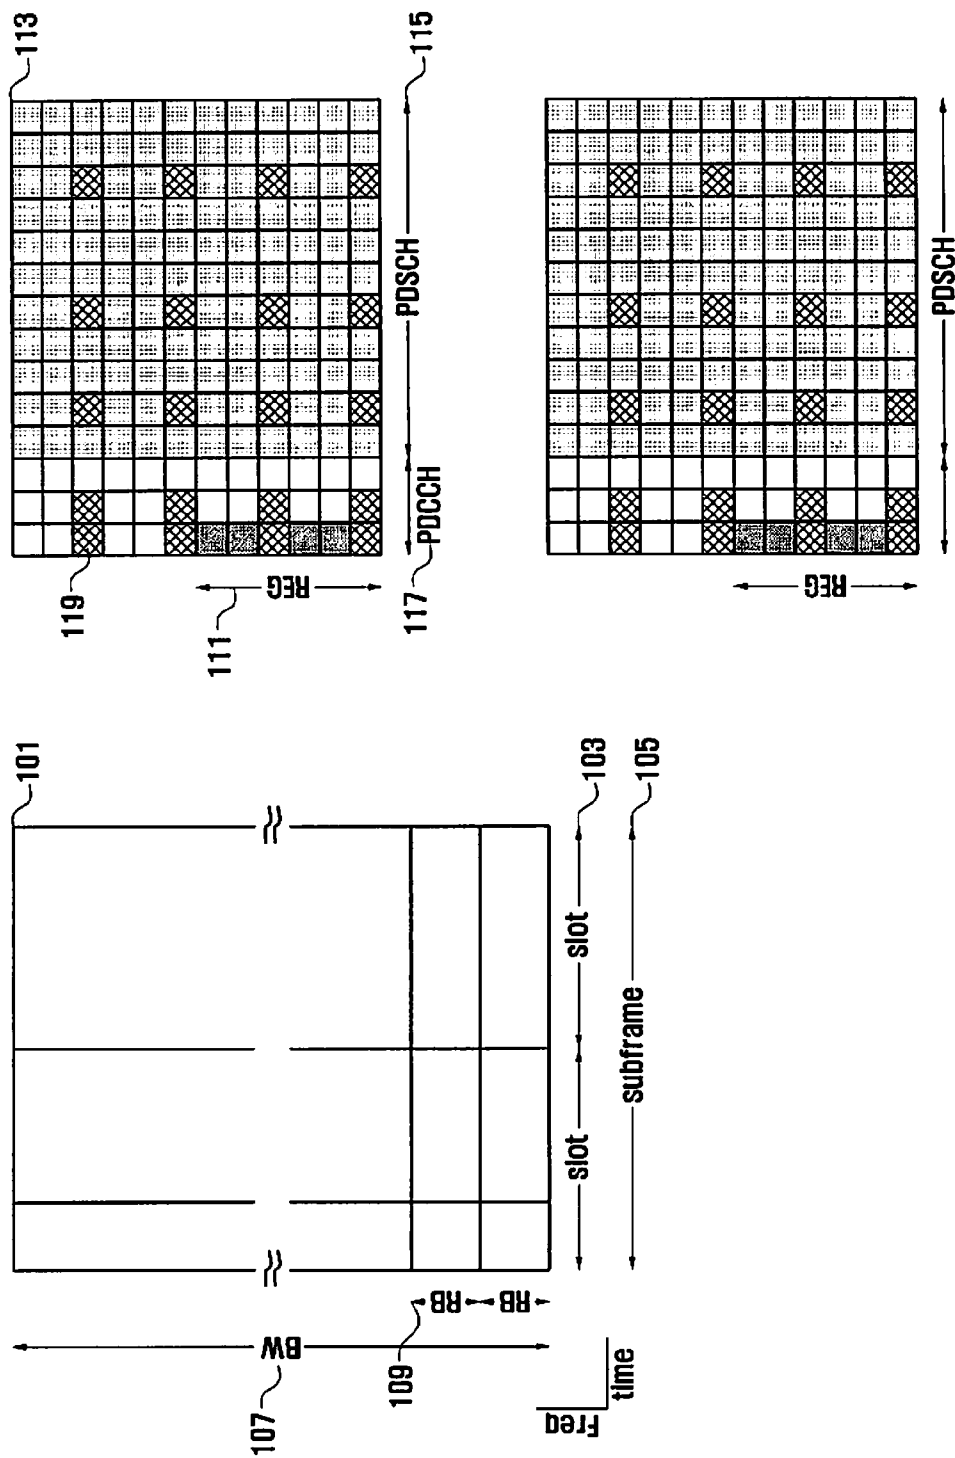 113
119
111
REG
117
PDCCH
PDSCH
115
REG
PDSCH
101
107
BW
109
RB
RB
slot
slot
103
subframe
105
Freq
time